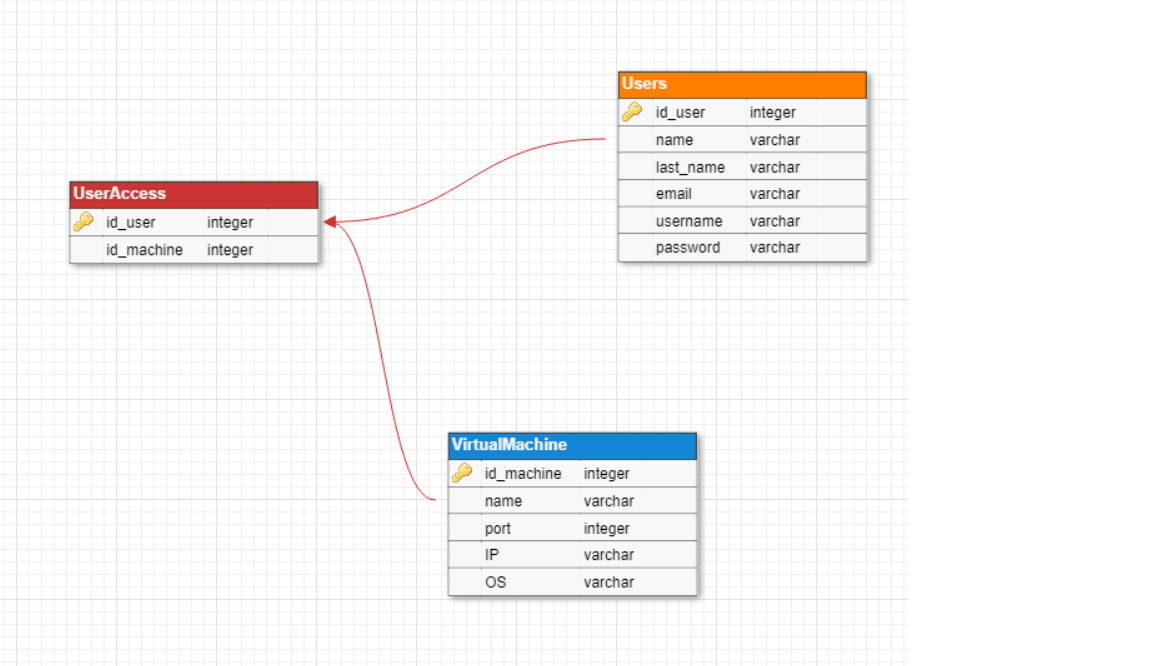 Users
id_user integer
name varchar
last_name varchar
email varchar
username varchar
password varchar
UserAccess
id_user integer
id_machine integer
VirtualMachine
id_machine integer
name varchar
port integer
IP varchar
OS varchar